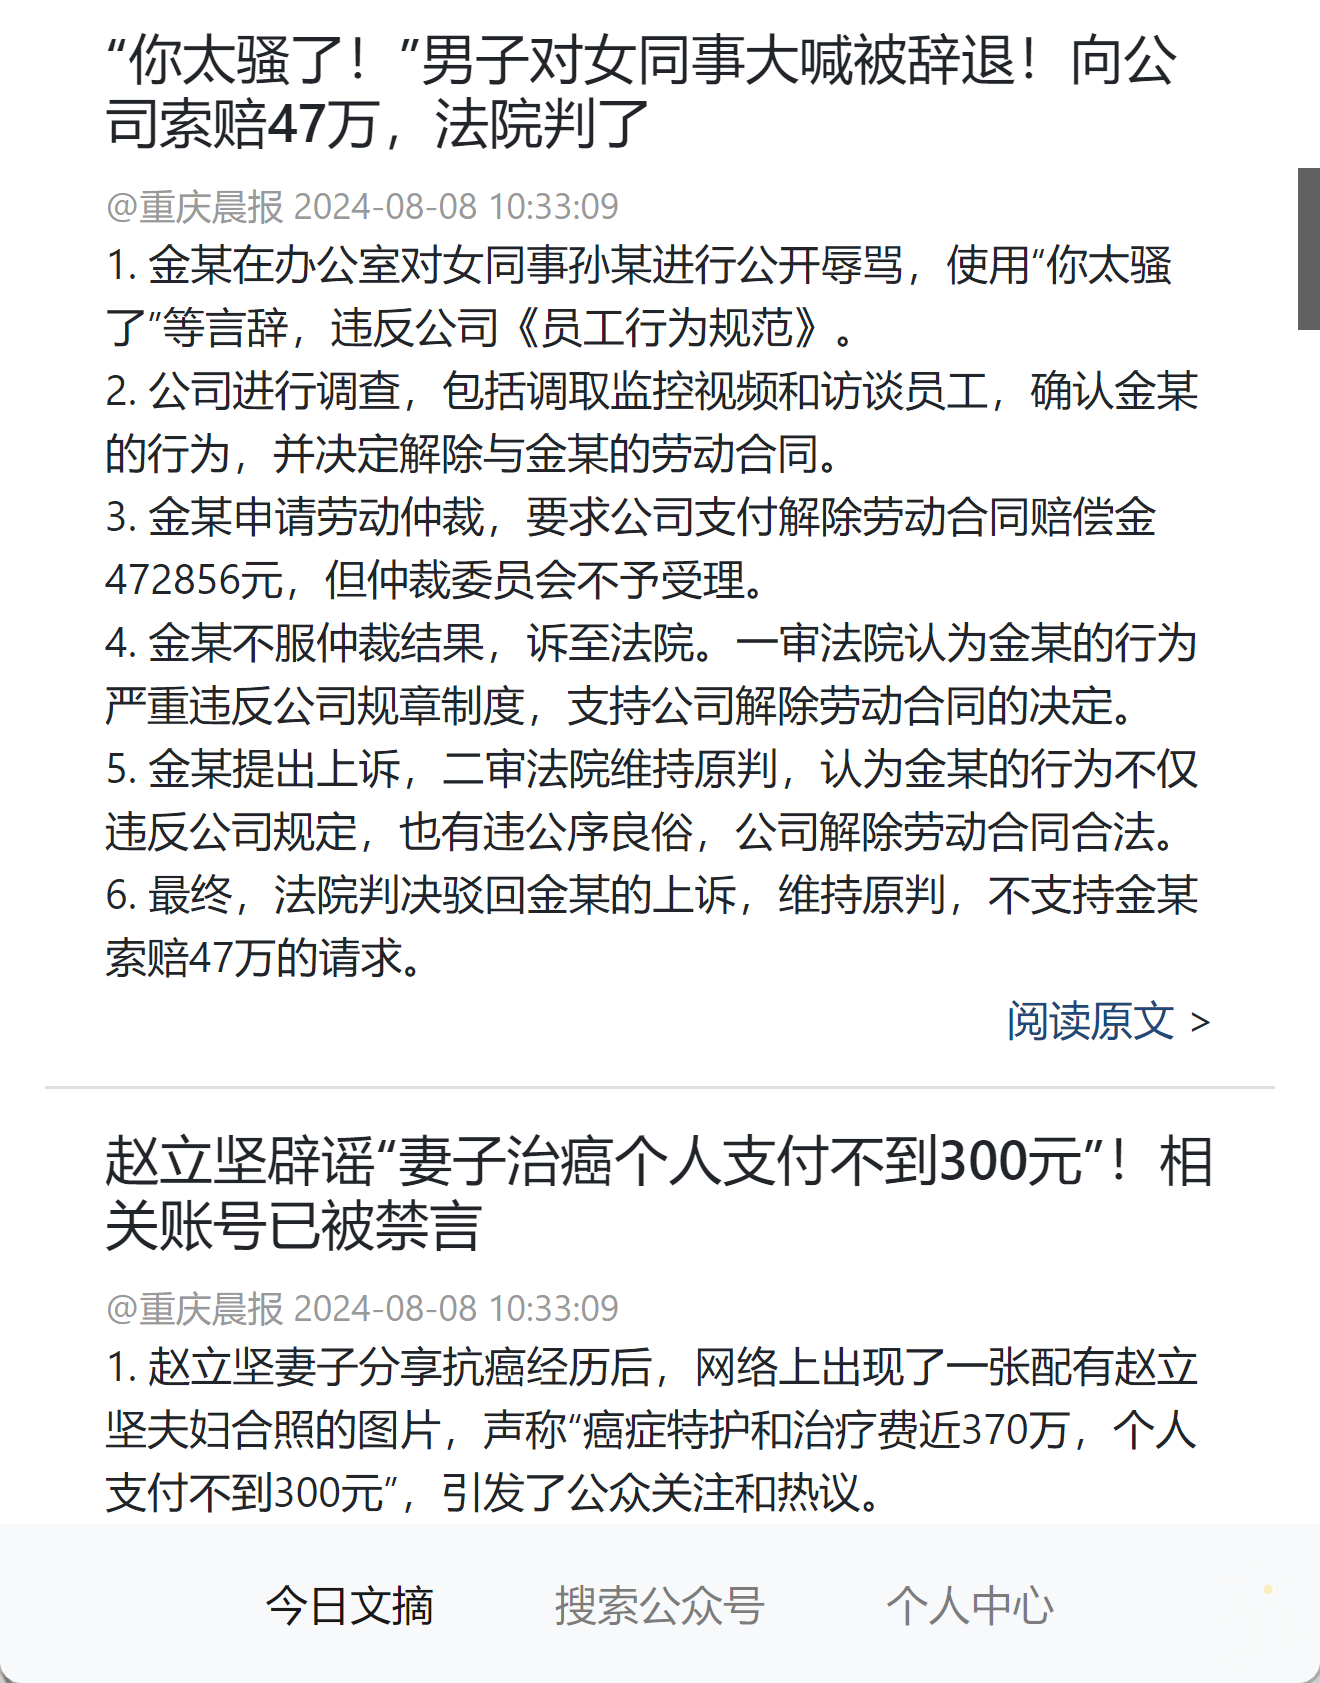 “你太骚了！”男子对女同事大喊被辞退！向公
司索赔47万，法院判了
@重庆晨报 2024-08-08 10:33:09
1. 金某在办公室对女同事孙某进行公开辱骂，使用“你太骚
了”等言辞，违反公司《员工行为规范》。
2. 公司进行调查，包括调取监控视频和访谈员工，确认金某
的行为，并决定解除与金某的劳动合同。
3. 金某申请劳动仲裁，要求公司支付解除劳动合同赔偿金
472856元，但仲裁委员会不予受理。
4. 金某不服仲裁结果，诉至法院。一审法院认为金某的行为
严重违反公司规章制度，支持公司解除劳动合同的决定。
5. 金某提出上诉，二审法院维持原判，认为金某的行为不仅
违反公司规定，也有违公序良俗，公司解除劳动合同合法。
6. 最终，法院判决驳回金某的上诉，维持原判，不支持金某
索赔47万的请求。
阅读原文 >
赵立坚辟谣“妻子治癌个人支付不到300元”！相
关账号已被禁言
@重庆晨报 2024-08-08 10:33:09
1. 赵立坚妻子分享抗癌经历后，网络上出现了一张配有赵立
坚夫妇合照的图片，声称“癌症特护和治疗费近370万，个人
支付不到300元”，引发了公众关注和热议。
今日文摘 搜索公众号 个人中心